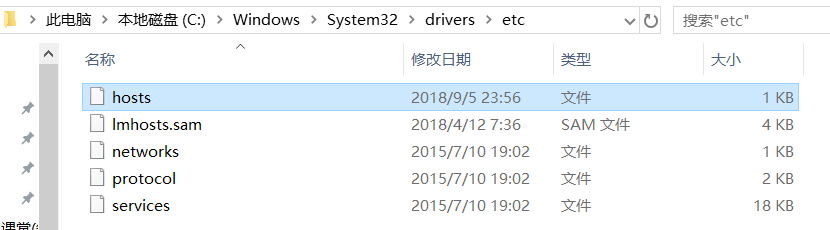 此电脑 > 本地磁盘 (C:) > Windows > System32 > drivers > etc
搜索"etc"
名称 修改日期 类型 大小
hosts 2018/9/5 23:56 文件 1 KB
lmhosts.sam 2018/4/12 7:36 SAM 文件 4 KB
networks 2015/7/10 19:02 文件 1 KB
protocol 2015/7/10 19:02 文件 2 KB
services 2015/7/10 19:02 文件 18 KB